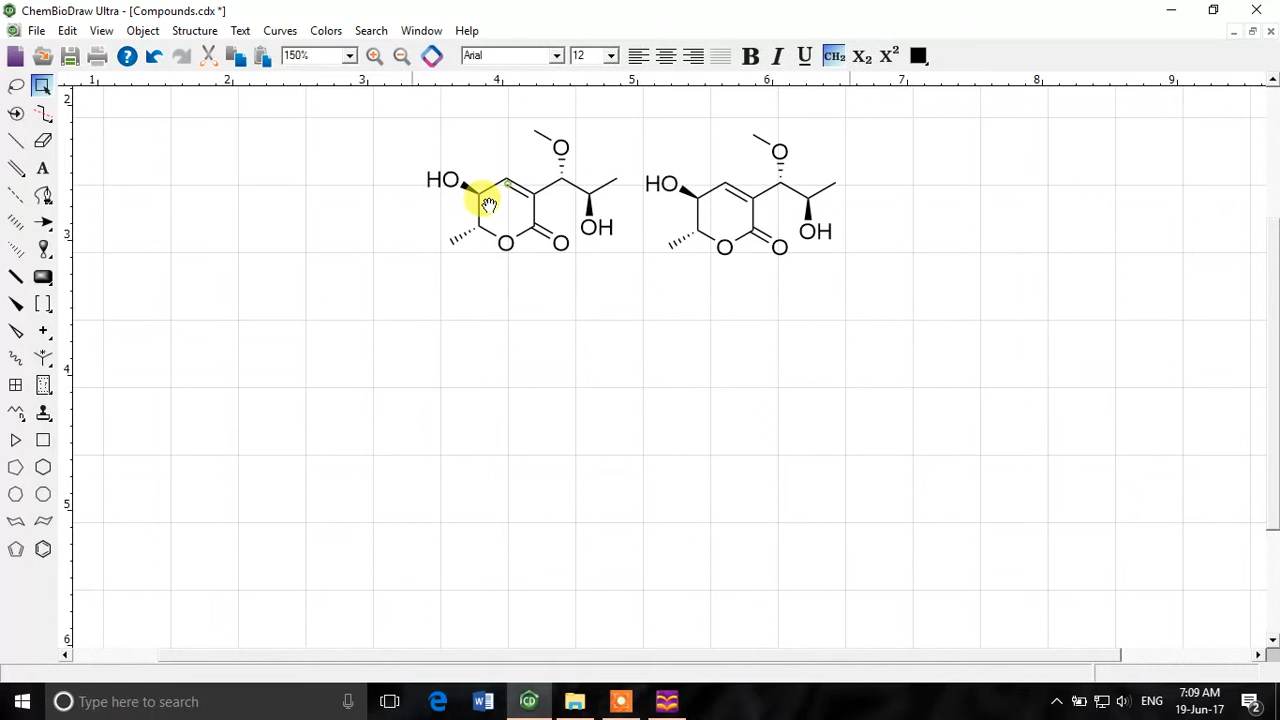 ChemBioDraw Ultra - [Compounds.cdx *]
File Edit View Object Structure Text Curves Colors Search Window Help
150% Arial 12 B I U CH2 X2 X2
1 2 3 4 5 6 7 8 9
2
3
4
5
6
HO O OH O O
HO O OH O O
A
Type here to search
ENG
7:09 AM
19-Jun-17
2